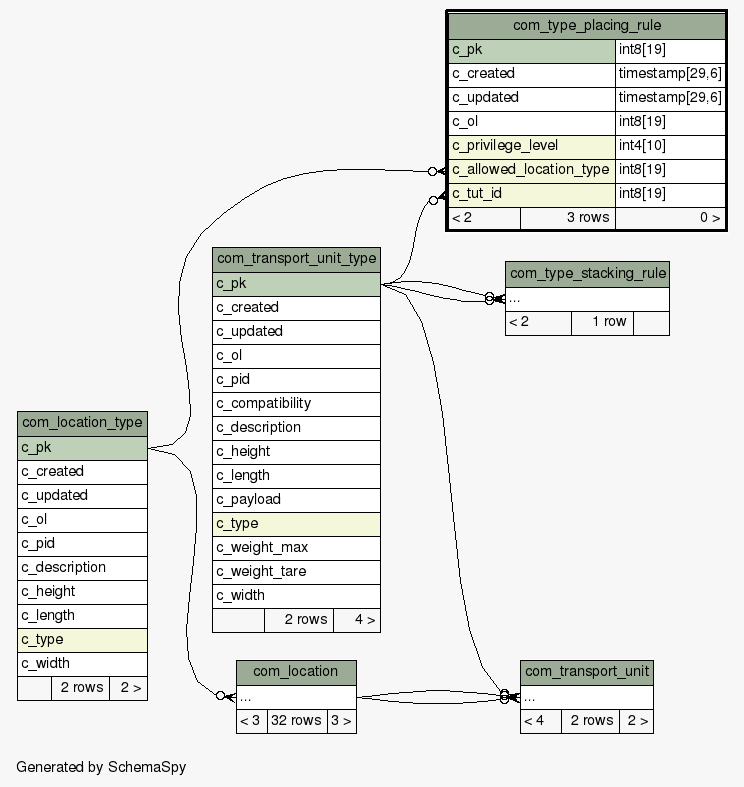 com_type_placing_rule
c_pk int8[19]
c_created timestamp[29,6]
c_updated timestamp[29,6]
c_ol int8[19]
c_privilege_level int4[10]
c_allowed_location_type int8[19]
c_tut_id int8[19]
< 2 3 rows 0 >
com_transport_unit_type
c_pk
c_created
c_updated
c_ol
c_pid
c_compatibility
c_description
c_height
c_length
c_payload
c_type
c_weight_max
c_weight_tare
c_width
2 rows 4 >
com_type_stacking_rule
...
< 2 1 row
com_location_type
c_pk
c_created
c_updated
c_ol
c_pid
c_description
c_height
c_length
c_type
c_width
2 rows 2 >
com_location
...
< 3 32 rows 3 >
com_transport_unit
...
< 4 2 rows 2 >
Generated by SchemaSpy